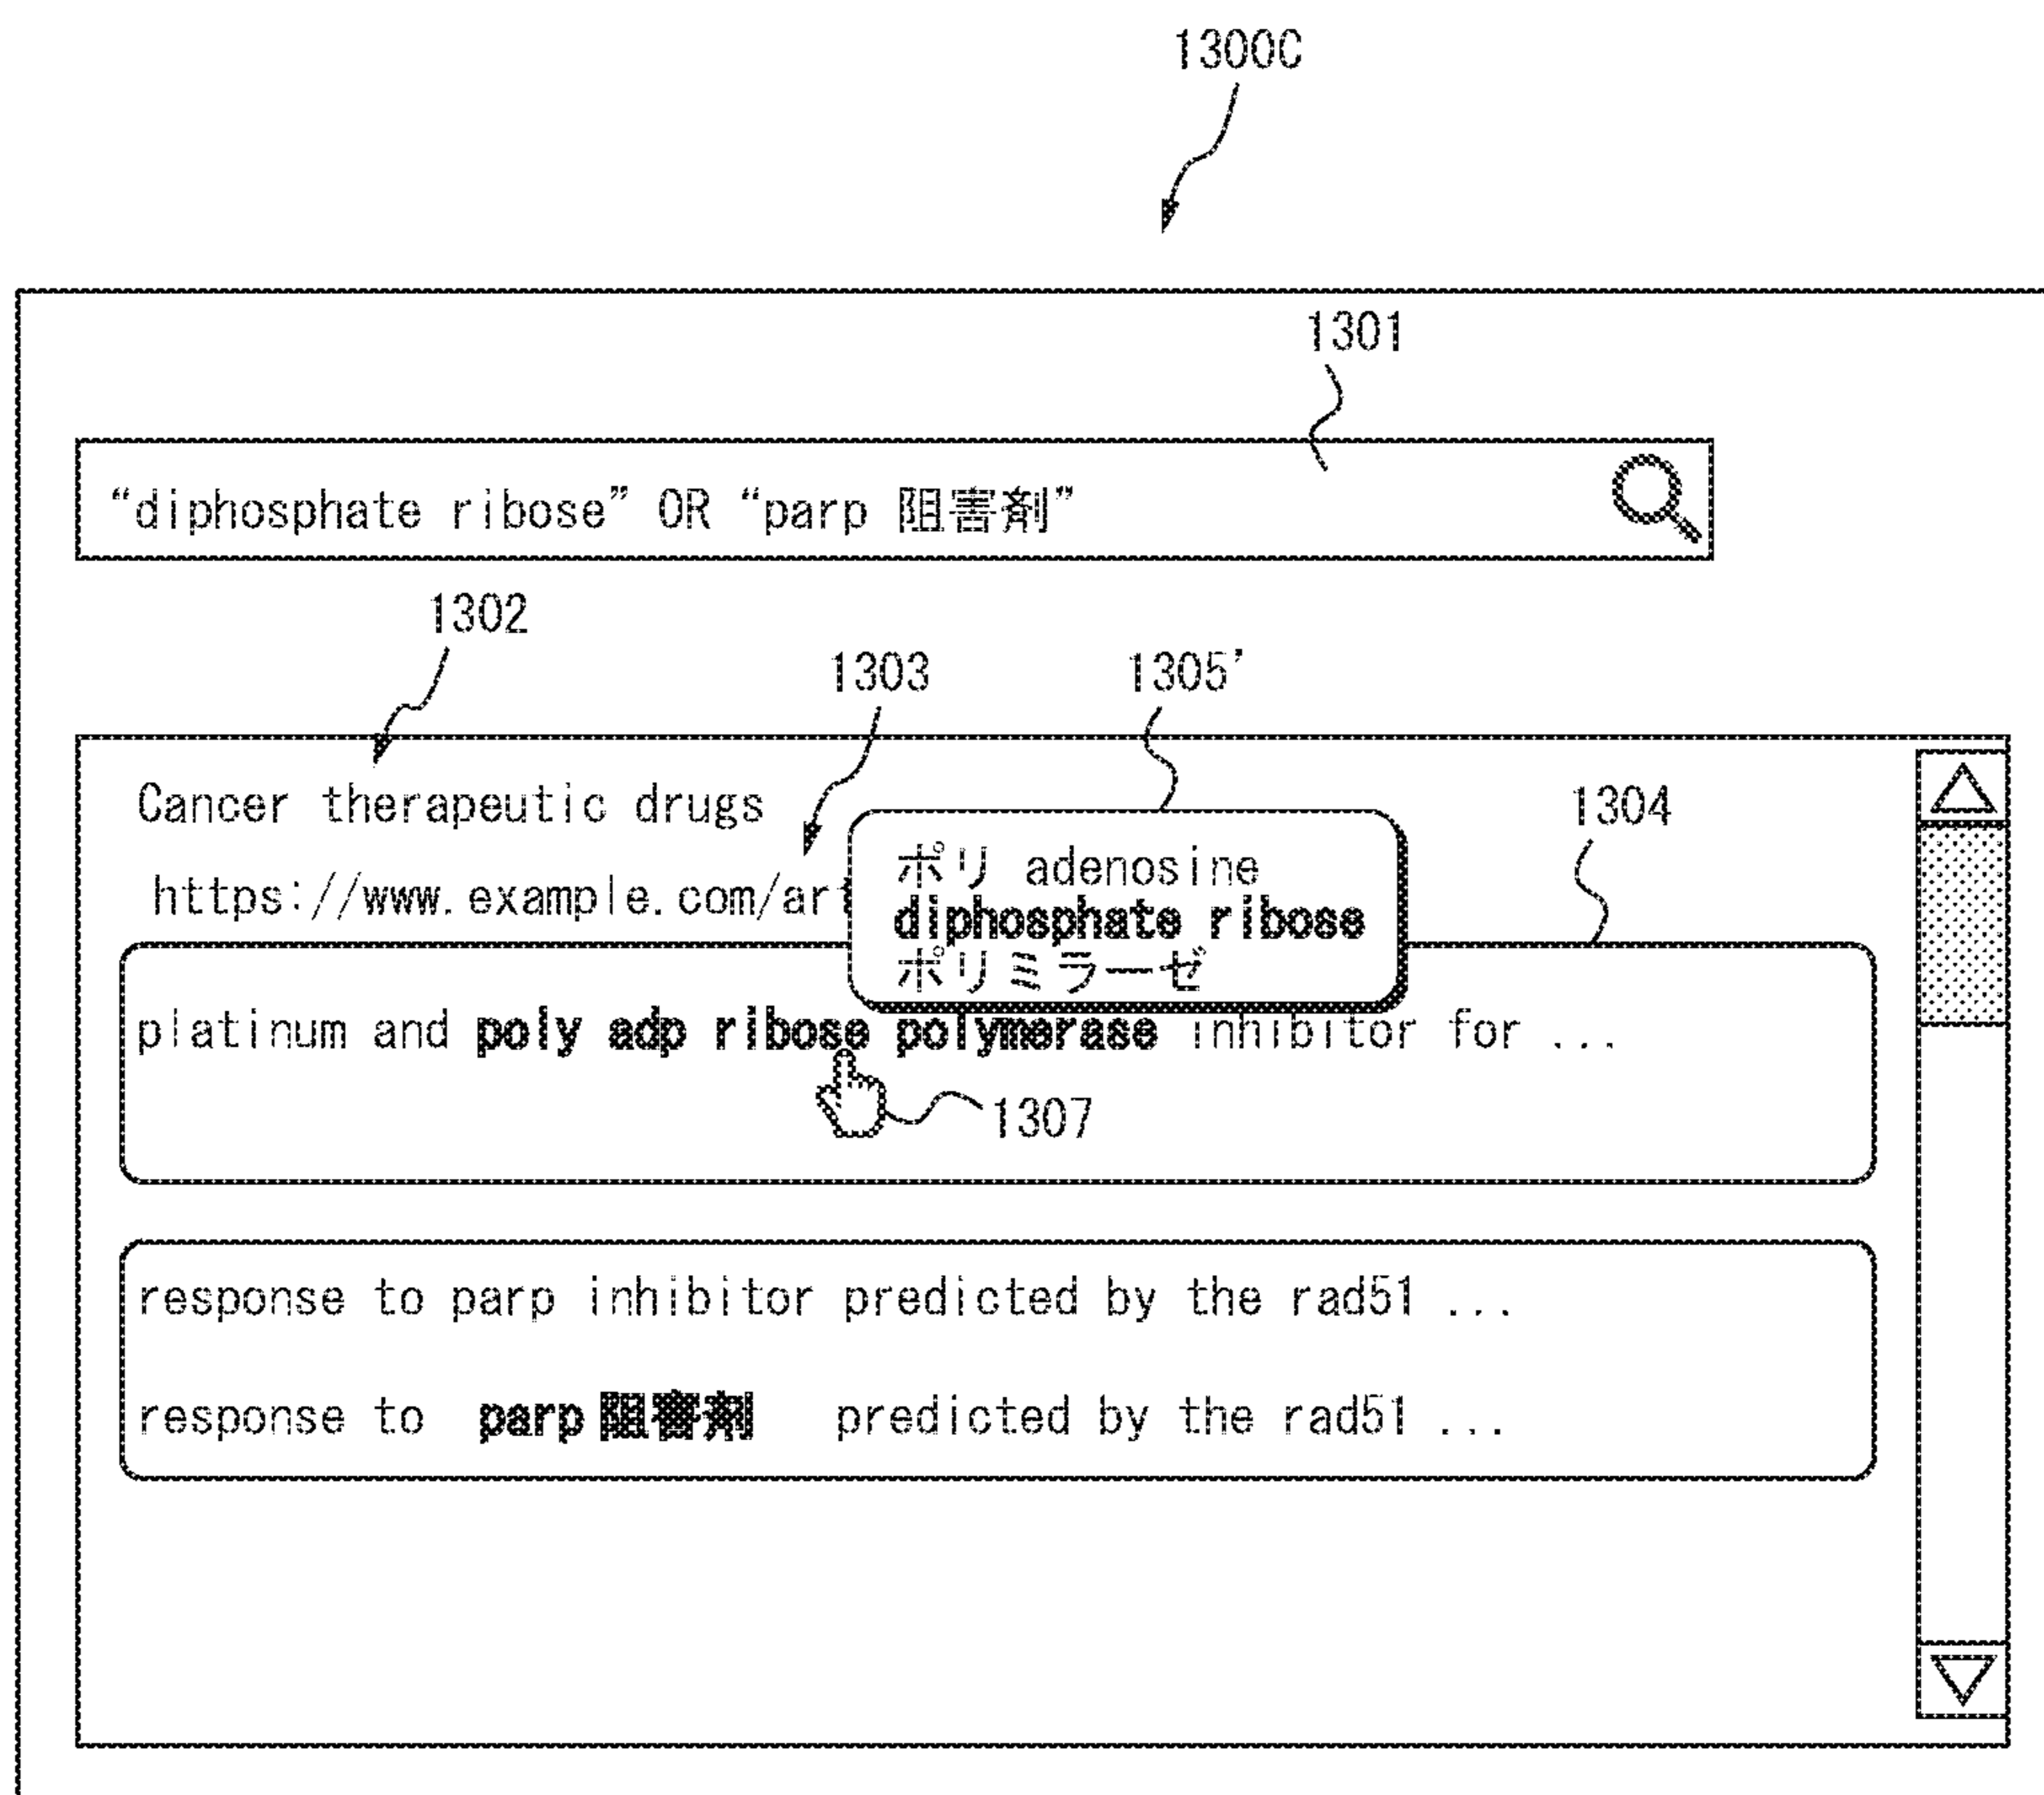 1300C
1301
“diphosphate ribose” OR “parp 阻害剤”
1302
1303
1305’
Cancer therapeutic drugs
1304
https://www.example.com/ar
ポリ adenosine
diphosphate ribose
ポリミラーゼ
platinum and poly adp ribose polymerase inhibitor for ...
1307
response to parp inhibitor predicted by the rad51 ...
response to parp 阻害剤 predicted by the rad51 ...